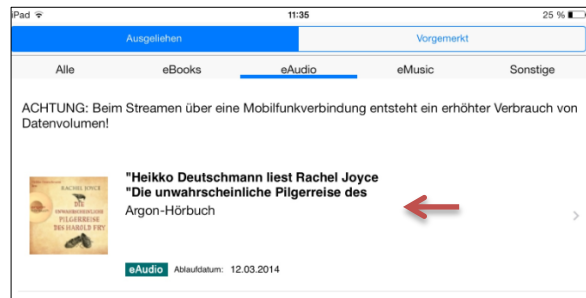 iPad 11:35 25 %
Ausgeliehen Vorgemerkt
Alle eBooks eAudio eMusic Sonstige
ACHTUNG: Beim Streamen über eine Mobilfunkverbindung entsteht ein erhöhter Verbrauch von
Datenvolumen!
"Heikko Deutschmann liest Rachel Joyce
"Die unwahrscheinliche Pilgerreise des
Argon-Hörbuch
RACHEL JOYCE
DIE
UNWAHRSCHEINLICHE
PILGERREISE
DES HAROLD FRY
eAudio Ablaufdatum: 12.03.2014